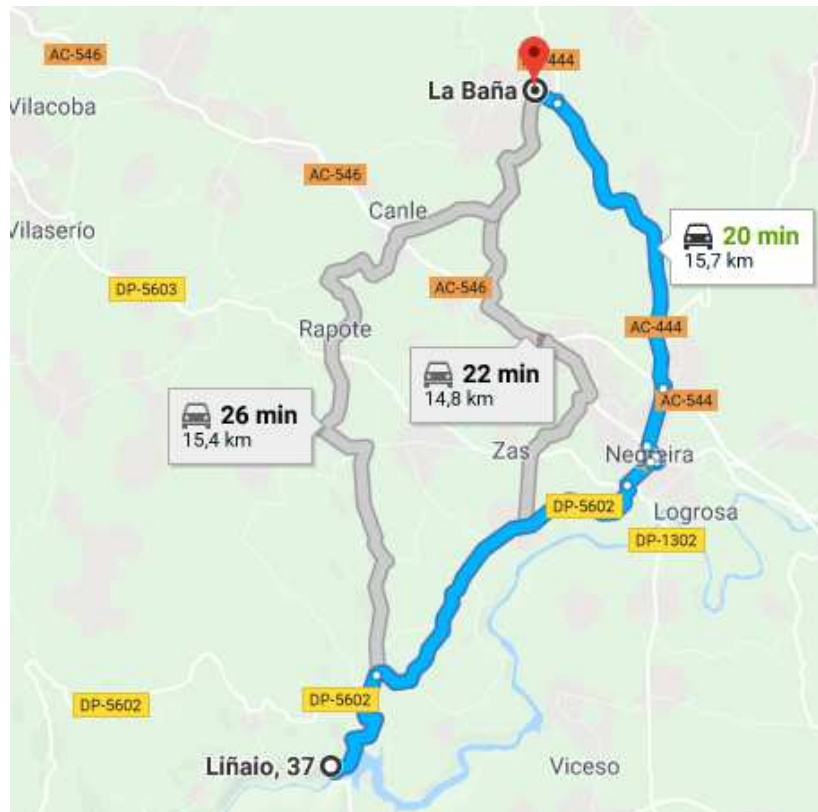 AC-546
444
La Baña
Vilacoba
AC-546
Canle
Vilaserío
20 min
15,7 km
DP-5603
AC-546
Rapote
AC-444
22 min
14,8 km
26 min
15,4 km
AC-544
Zas
Negreira
DP-5602
Logrosa
DP-1302
DP-5602
DP-5602
Liñaio, 37
Viceso